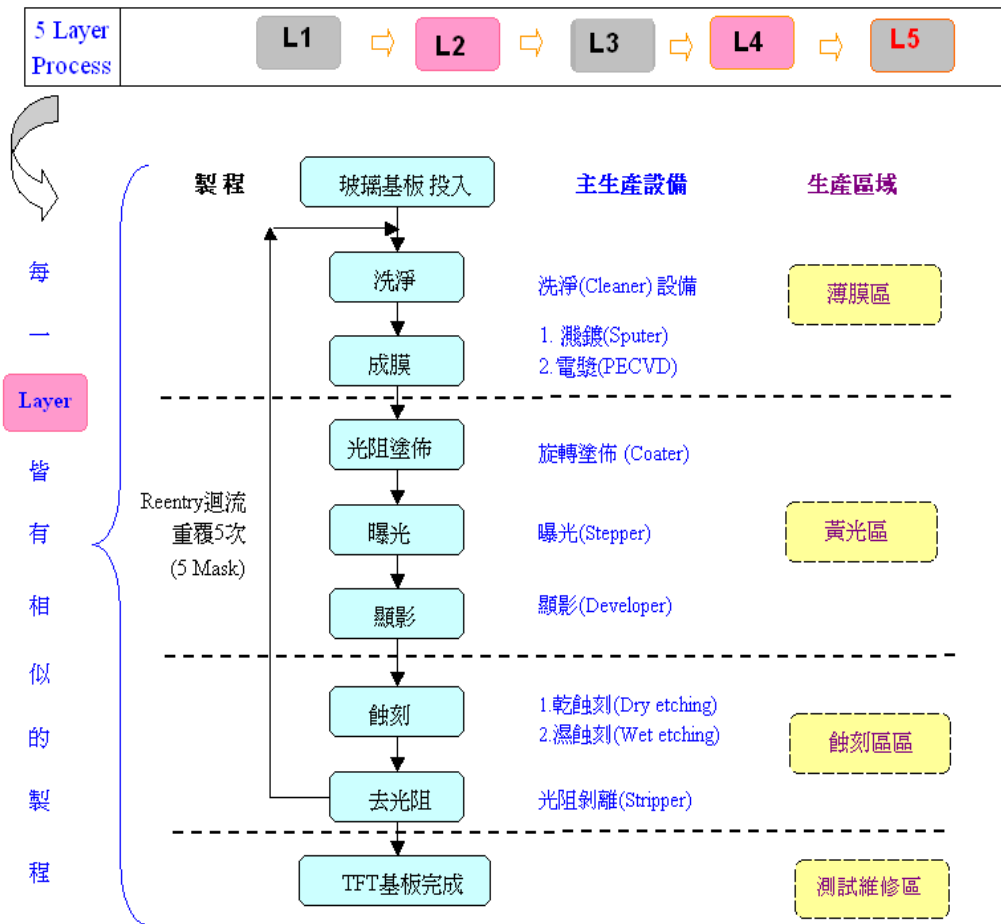 5 Layer
Process
L1
L2
L3
L4
L5
製程
主生產設備
生產區域
玻璃基板 投入
洗淨
洗淨(Cleaner) 設備
薄膜區
成膜
1. 濺鍍(Sputer)
2.電漿(PECVD)
光阻塗佈
旋轉塗佈 (Coater)
Reentry迴流
重覆5次
(5 Mask)
曝光
曝光(Stepper)
黃光區
顯影
顯影(Developer)
蝕刻
1.乾蝕刻(Dry etching)
2.濕蝕刻(Wet etching)
蝕刻區區
去光阻
光阻剝離(Stripper)
TFT基板完成
測試維修區
每
一
Layer
皆
有
相
似
的
製
程